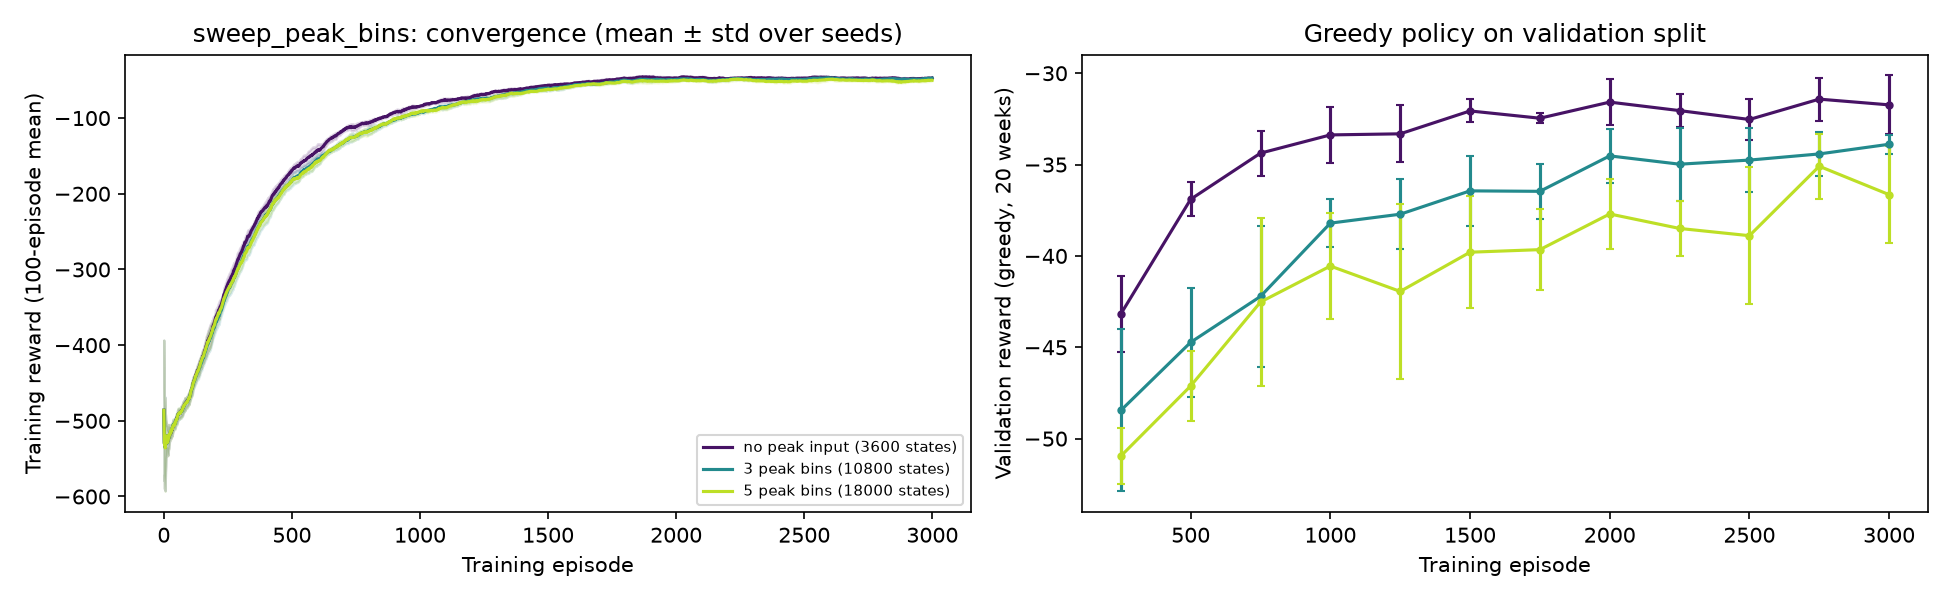 sweep_peak_bins: convergence (mean ± std over seeds)
Training reward (100-episode mean)
−100
−200
−300
−400
−500
−600
0
500
1000
1500
2000
2500
3000
Training episode
no peak input (3600 states)
3 peak bins (10800 states)
5 peak bins (18000 states)
Greedy policy on validation split
Validation reward (greedy, 20 weeks)
−30
−35
−40
−45
−50
500
1000
1500
2000
2500
3000
Training episode